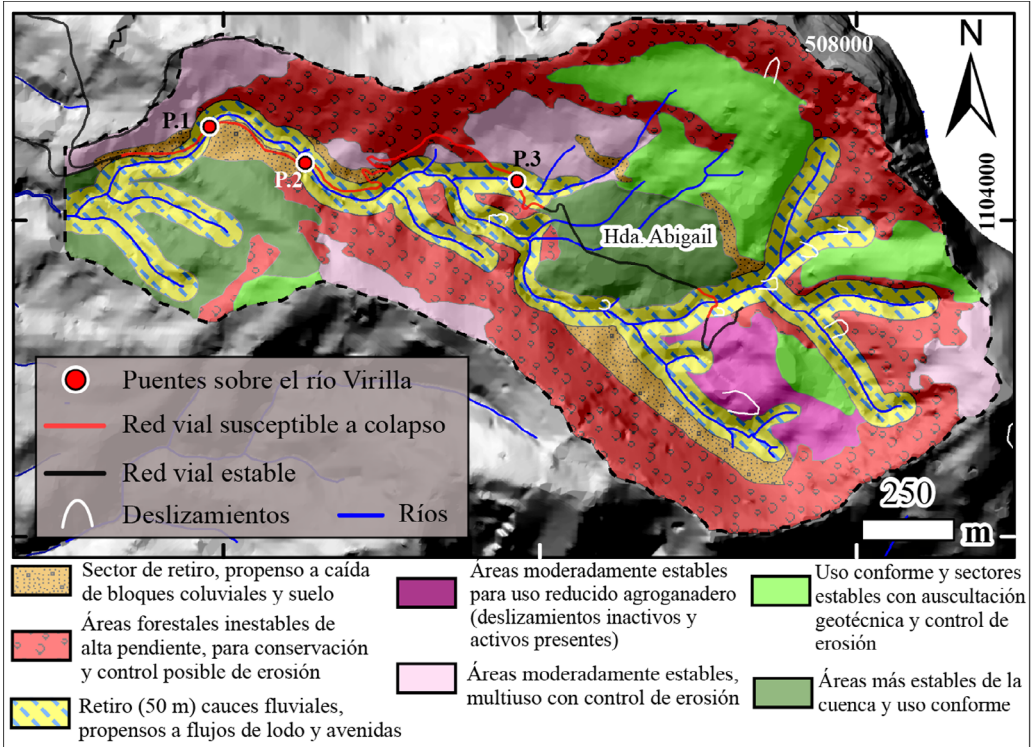 508000
N
P.1
P.2
P.3
1104000
Hda. Abigail
Puentes sobre el río Virilla
Red vial susceptible a colapso
Red vial estable
Deslizamientos
Ríos
250
m
Sector de retiro, propenso a caída
de bloques coluviales y suelo
Áreas forestales inestables de
alta pendiente, para conservación
y control posible de erosión
Retiro (50 m) cauces fluviales,
propensos a flujos de lodo y avenidas
Áreas moderadamente estables
para uso reducido agroganadero
(deslizamientos inactivos y
activos presentes)
Áreas moderadamente estables,
multiuso con control de erosión
Uso conforme y sectores
estables con auscultación
geotécnica y control de
erosión
Áreas más estables de la
cuenca y uso conforme